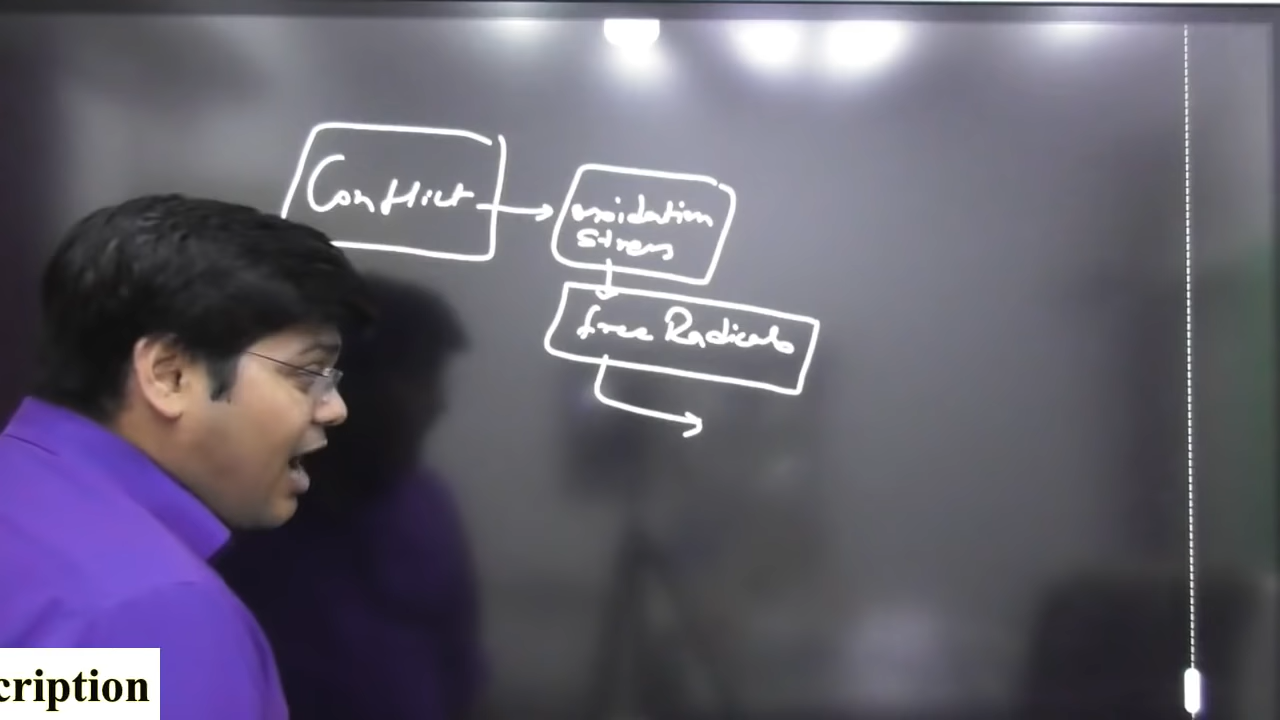 Conflict
oxidation
stress
free Radicals
cription